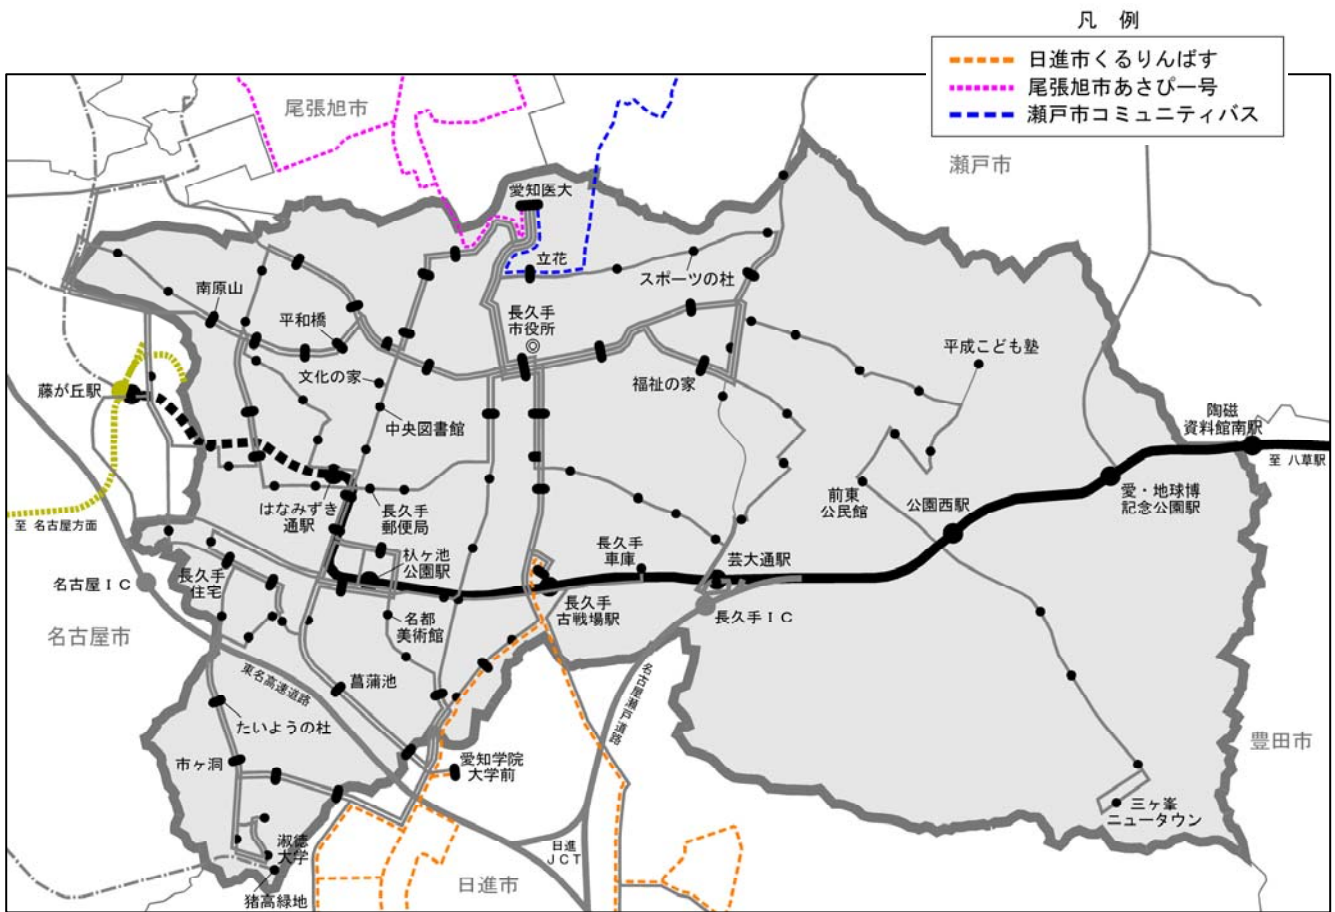 凡 例
日進市くるりんばす
尾張旭市あさぴー号
瀬戸市コミュニティバス
尾張旭市
瀬戸市
愛知医大
立花
スポーツの杜
南原山
平和橋
長久手
市役所
文化の家
福祉の家
平成こども塾
藤が丘駅
中央図書館
陶磁
資料館南駅
至 八草駅
至 名古屋方面
はなみずき
通駅
長久手
郵便局
前東
公民館
公園西駅
愛・地球博
記念公園駅
名古屋ＩＣ
長久手
住宅
杁ヶ池
公園駅
長久手
車庫
芸大通駅
長久手
古戦場駅
長久手ＩＣ
名古屋市
名都
美術館
東名高速道路
菖蒲池
名古屋瀬戸道路
たいようの杜
市ヶ洞
愛知学院
大学前
豊田市
三ヶ峯
ニュータウン
淑徳
大学
日進
ＪＣＴ
猪高緑地
日進市